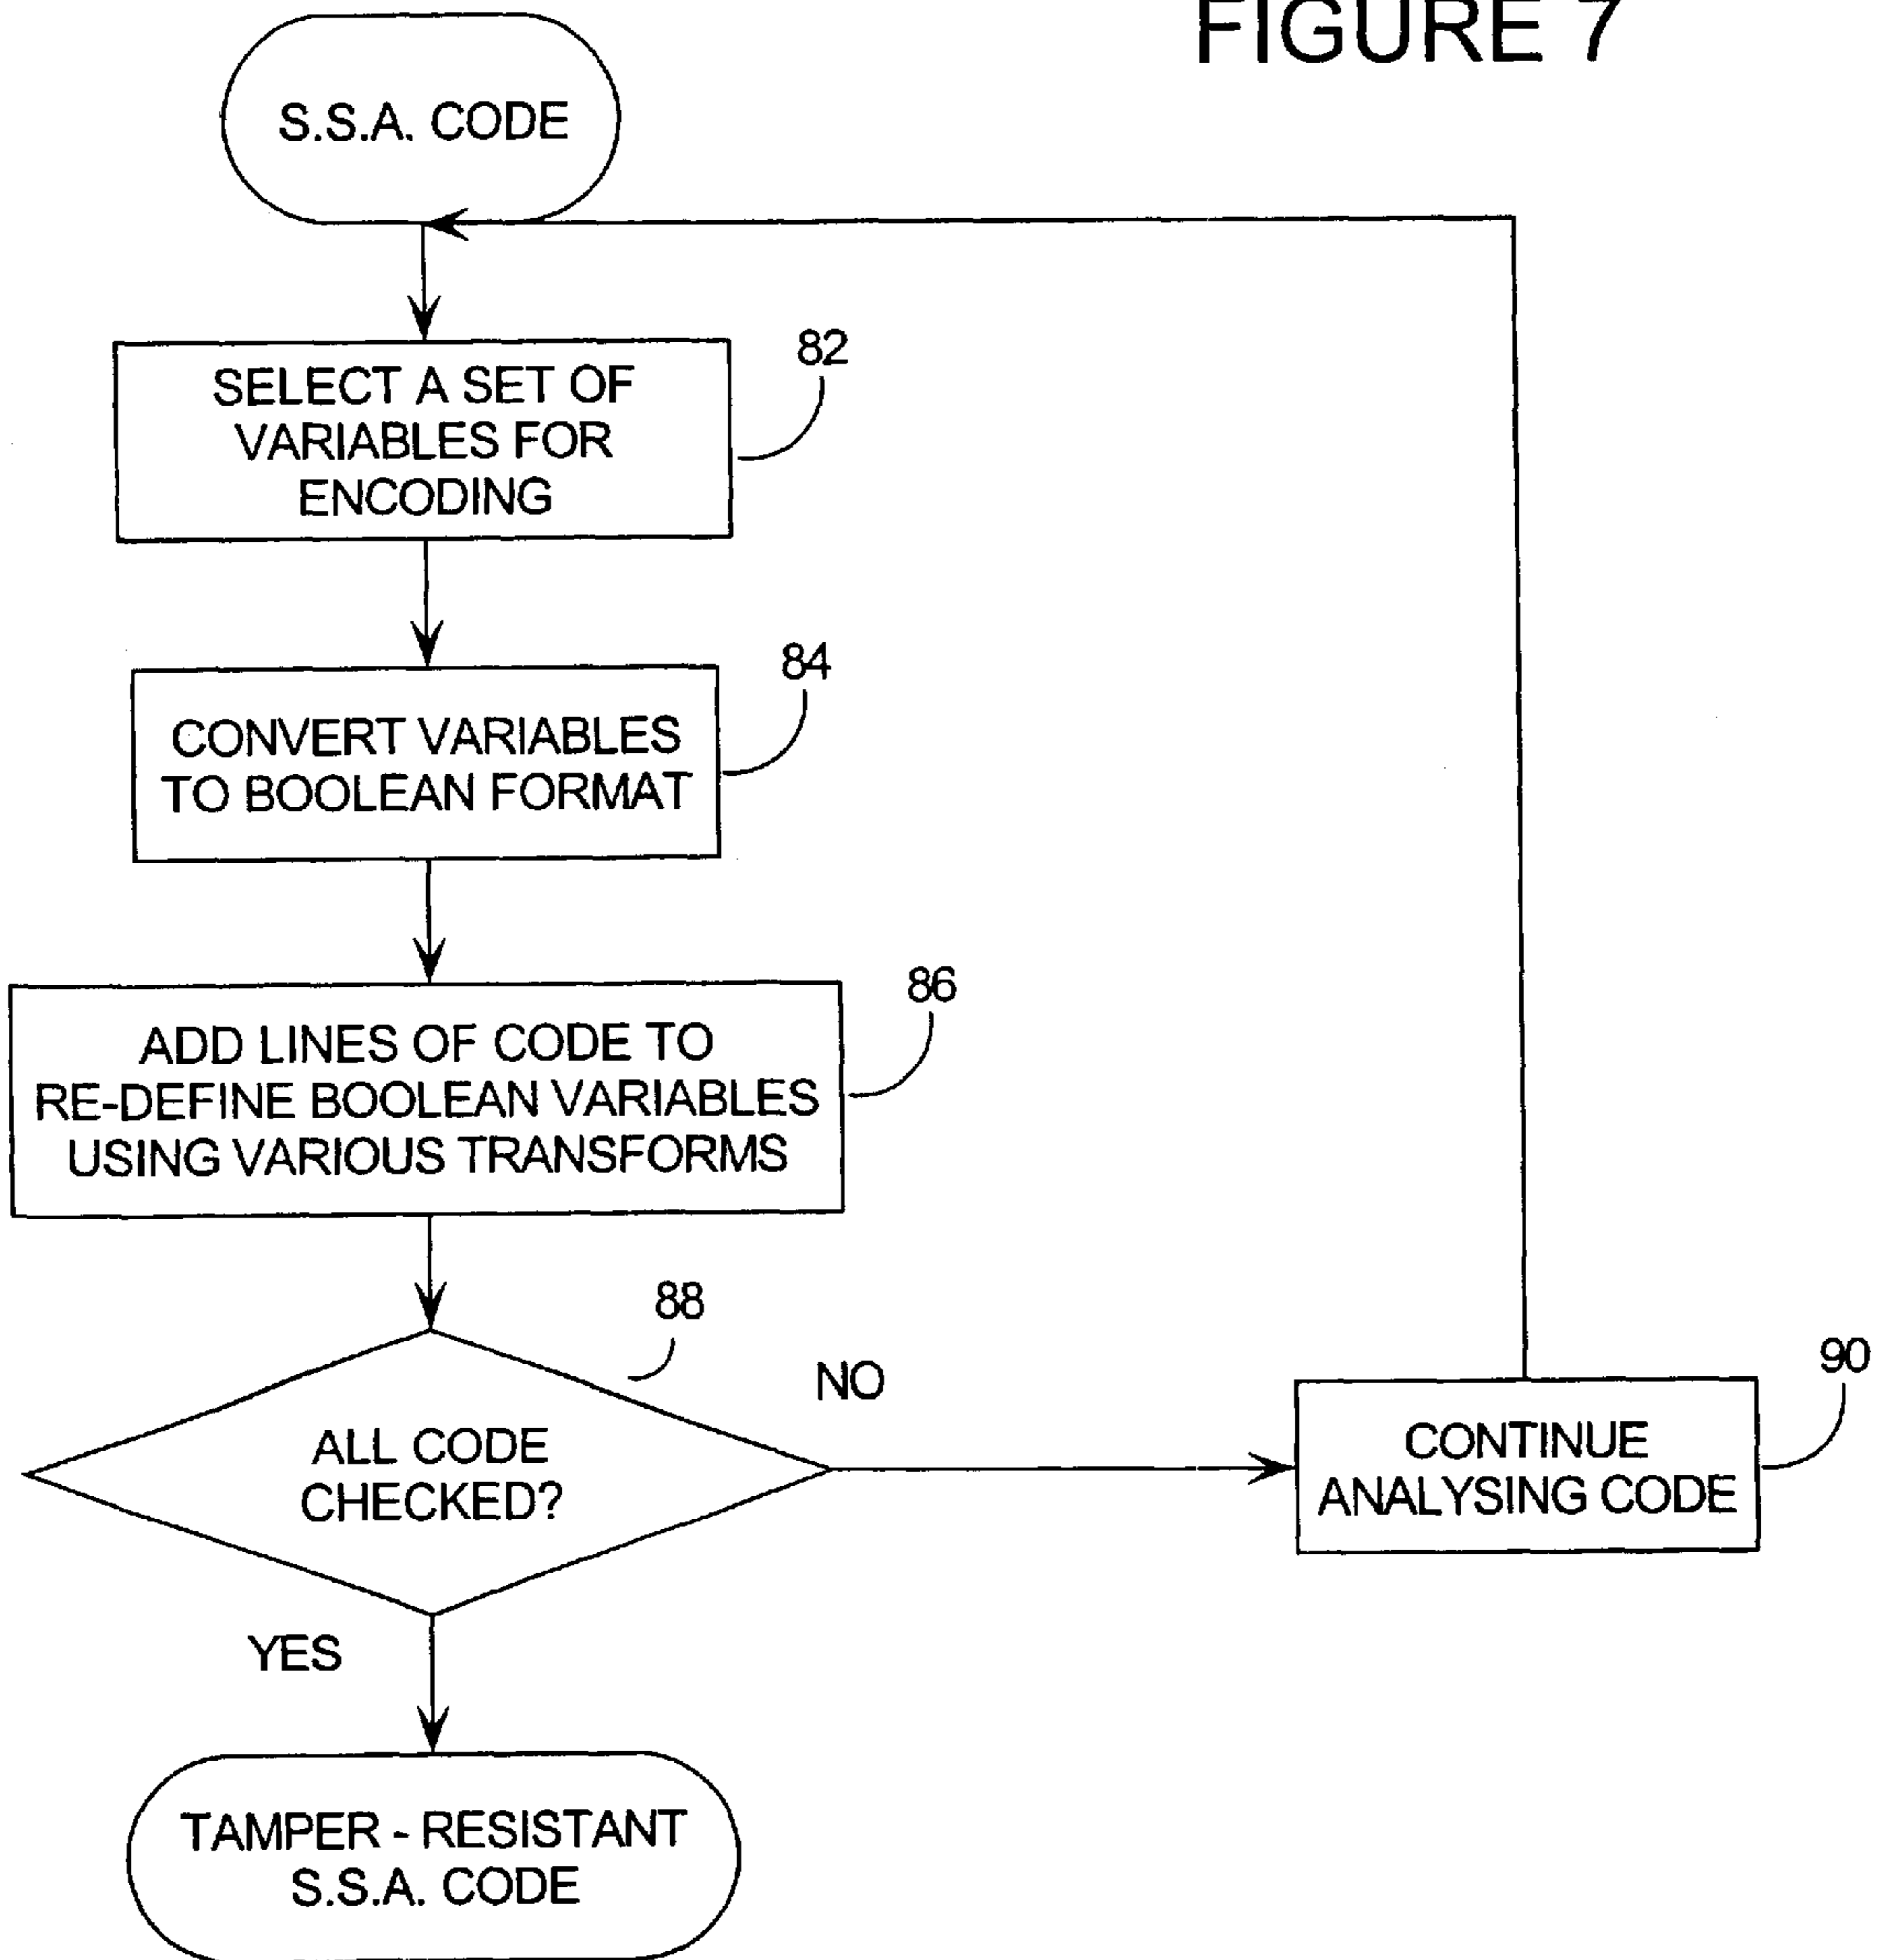 FIGURE 7
S.S.A. CODE
82
SELECT A SET OF
VARIABLES FOR
ENCODING
84
CONVERT VARIABLES
TO BOOLEAN FORMAT
86
ADD LINES OF CODE TO
RE-DEFINE BOOLEAN VARIABLES
USING VARIOUS TRANSFORMS
88
NO
90
ALL CODE
CHECKED?
CONTINUE
ANALYSING CODE
YES
TAMPER - RESISTANT
S.S.A. CODE